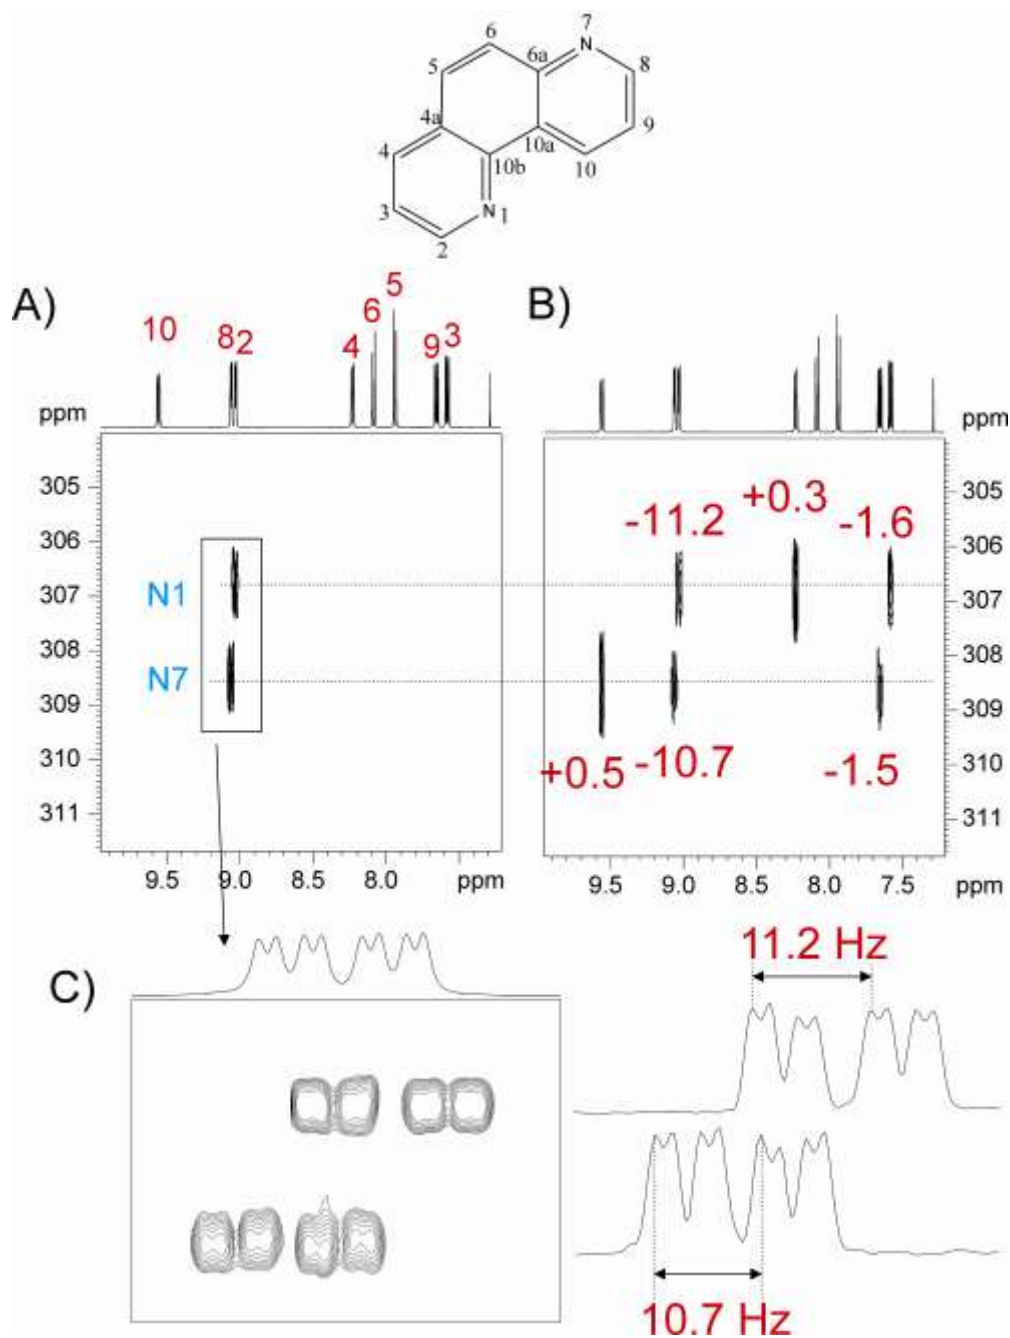 7
N
6
6a
8
5
4a
9
4
10a
10b
10
3
N 1
2
A)
10
8 2
4
6
5
9 3
B)
ppm
ppm
305
306
307
308
309
310
311
N1
N7
9.5 9.0 8.5 8.0 ppm
-11.2
+0.3
-1.6
+0.5
-10.7
-1.5
305
306
307
308
309
310
311
9.5 9.0 8.5 8.0 7.5 ppm
C)
11.2 Hz
10.7 Hz